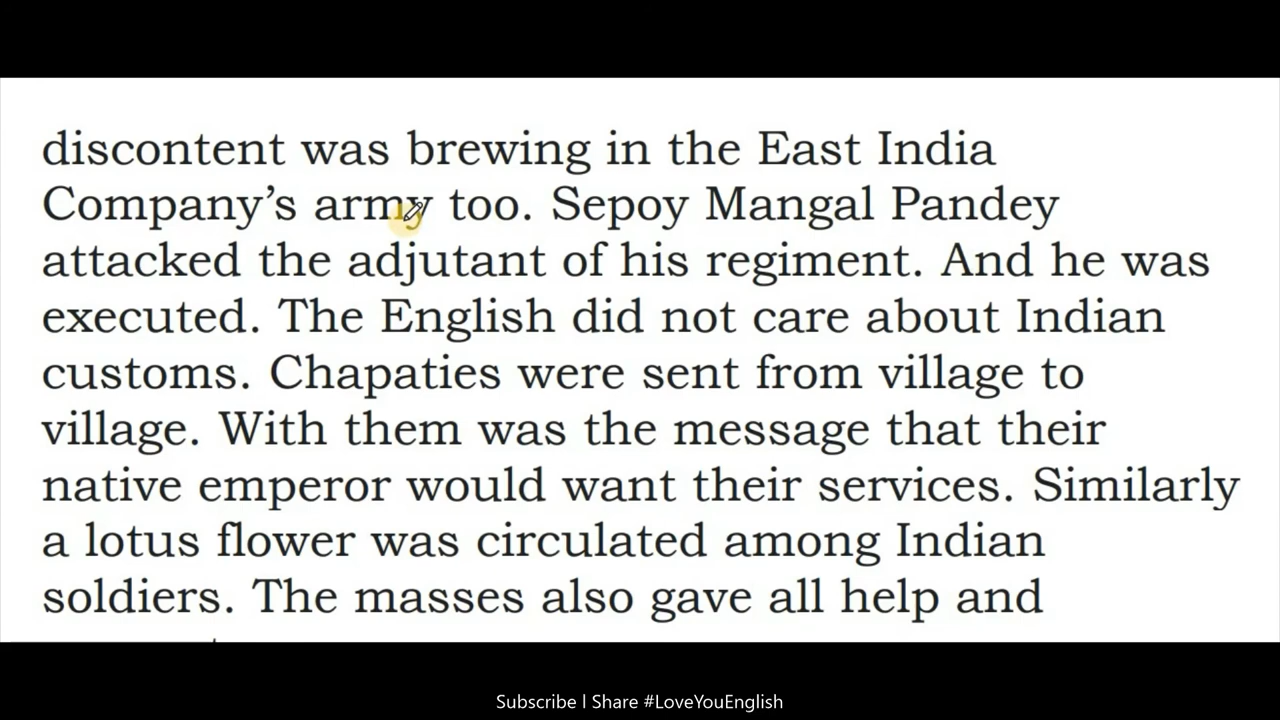 discontent was brewing in the East India
Company’s army too. Sepoy Mangal Pandey
attacked the adjutant of his regiment. And he was
executed. The English did not care about Indian
customs. Chapaties were sent from village to
village. With them was the message that their
native emperor would want their services. Similarly
a lotus flower was circulated among Indian
soldiers. The masses also gave all help and
Subscribe | Share #LoveYouEnglish